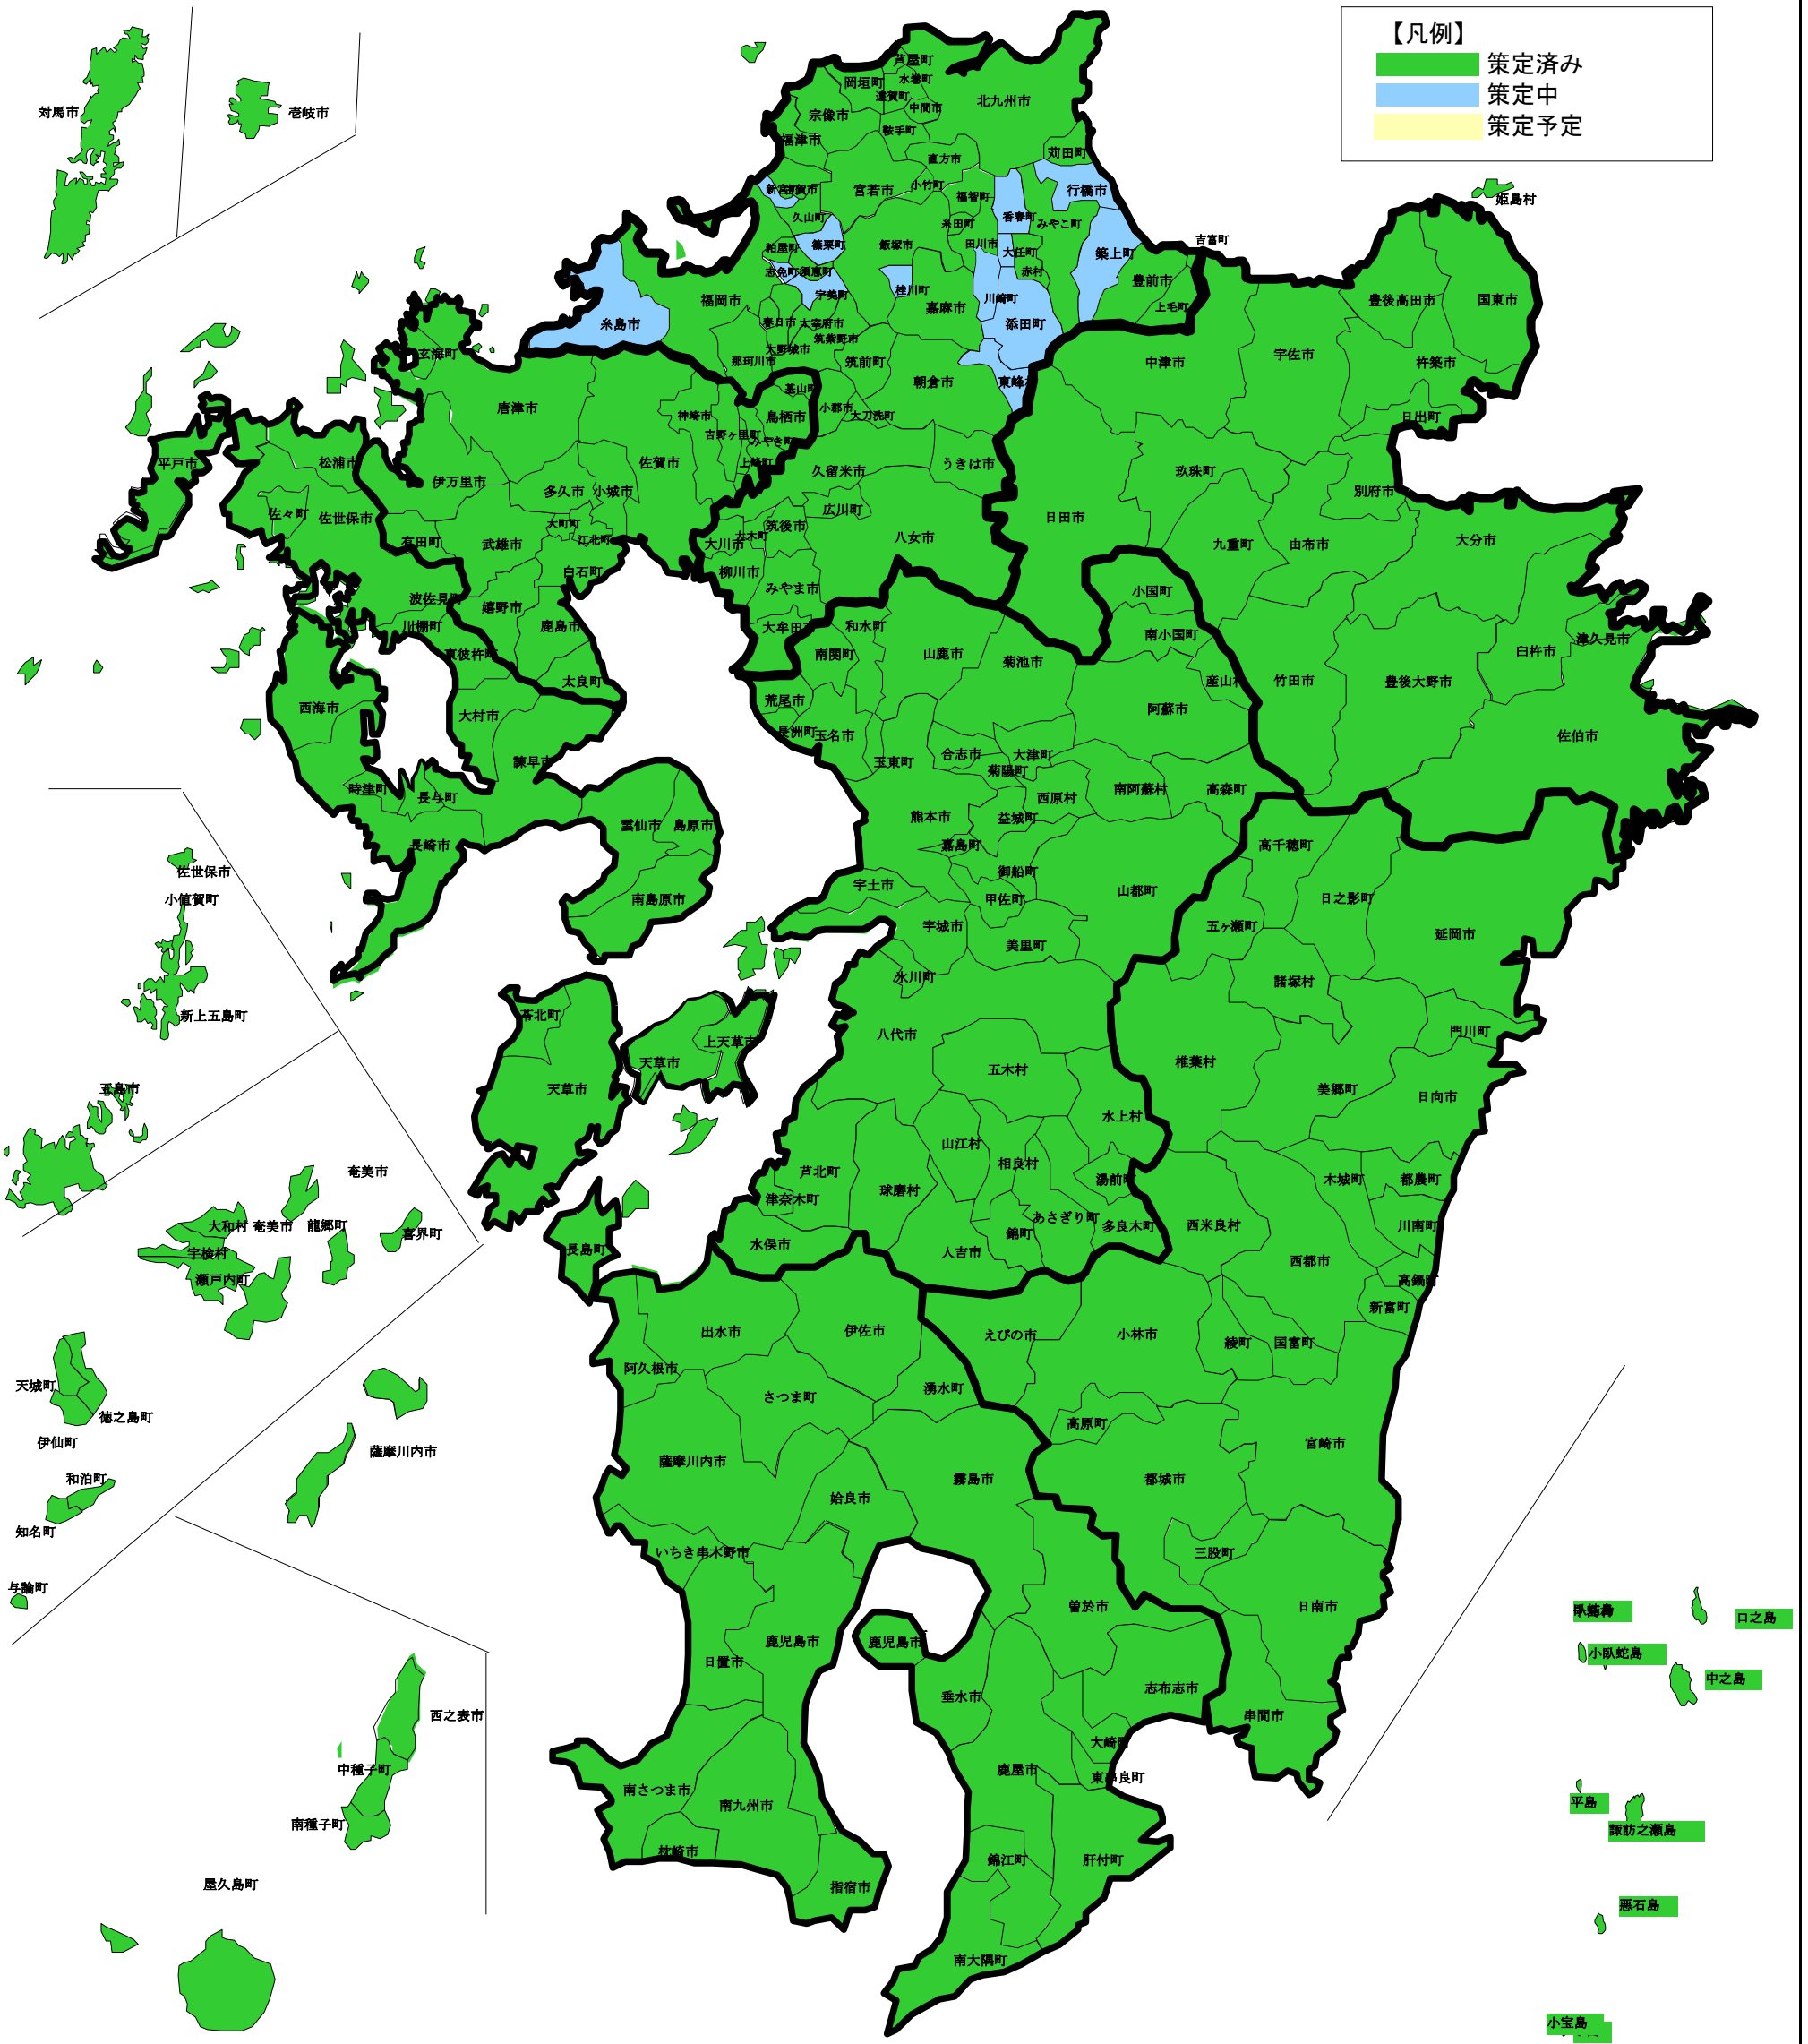 【凡例】
策定済み
策定中
策定予定
対馬市
壱岐市
芦屋町
岡垣町
水巻町
遠賀町
中間市
北九州市
宗像市
鞍手町
福津市
直方市
苅田町
新宮町
宮若市
小竹町
福智町
行橋市
香春町
久山町
糸田町
みやこ町
粕屋町
篠栗町
飯塚市
田川市
大任町
築上町
吉富町
姫島村
志免町
須恵町
赤村
豊前市
宇美町
桂川町
川崎町
嘉麻市
上毛町
福岡市
糸島市
春日市
太宰府市
添田町
筑紫野市
大野城市
那珂川市
筑前町
朝倉市
豊後高田市
国東市
宇佐市
中津市
杵築市
日出町
玄海町
唐津市
神埼市
基山町
鳥栖市
小郡市
大刀洗町
吉野ヶ里町
みやき町
上峰町
佐賀市
久留米市
うきは市
玖珠町
別府市
平戸市
松浦市
伊万里市
多久市
小城市
広川町
佐々町
佐世保市
大町町
江北町
筑後市
大木町
大川市
八女市
日田市
九重町
由布市
大分市
有田町
武雄市
白石町
柳川市
みやま市
小国町
波佐見町
嬉野市
川棚町
鹿島市
大牟田市
和水町
南小国町
津久見市
臼杵市
東彼杵町
南関町
山鹿市
菊池市
産山村
竹田市
豊後大野市
太良町
西海市
大村市
荒尾市
長洲町
玉名市
阿蘇市
佐伯市
諫早市
玉東町
合志市
大津町
菊陽町
時津町
長与町
西原村
南阿蘇村
高森町
熊本市
益城町
雲仙市
島原市
長崎市
嘉島町
高千穂町
御船町
佐世保市
小値賀町
南島原市
宇土市
甲佐町
山都町
日之影町
宇城市
美里町
五ヶ瀬町
延岡市
氷川町
諸塚村
新上五島町
苓北町
上天草市
八代市
門川町
天草市
五木村
椎葉村
五島市
天草市
美郷町
日向市
水上村
山江村
相良村
芦北町
湯前町
木城町
都農町
奄美市
津奈木町
球磨村
あさぎり町
多良木町
西米良村
川南町
大和村
奄美市
龍郷町
喜界町
錦町
宇検村
長島町
水俣市
人吉市
西都市
瀬戸内町
高鍋町
新富町
出水市
伊佐市
えびの市
小林市
綾町
国富町
阿久根市
天城町
さつま町
湧水町
徳之島町
高原町
伊仙町
宮崎市
薩摩川内市
薩摩川内市
和泊町
霧島市
都城市
姶良市
知名町
いちき串木野市
三股町
与論町
曽於市
日南市
口之島
鹿児島市
鹿児島市
小臥蛇島
日置市
中之島
垂水市
志布志市
西之表市
串間市
大崎町
中種子町
鹿屋市
東串良町
南さつま市
南九州市
平島
南種子町
諏訪之瀬島
枕崎市
錦江町
肝付町
指宿市
屋久島町
悪石島
南大隅町
小宝島